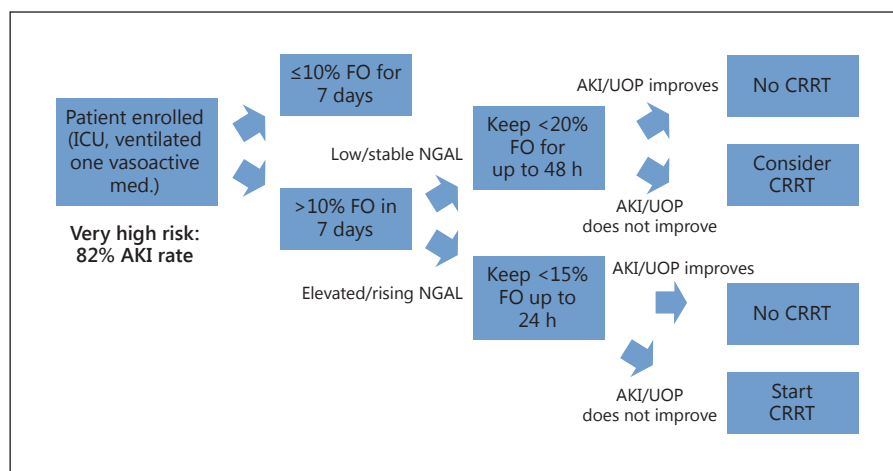 Patient enrolled
(ICU, ventilated
one vasoactive
med.)
Very high risk:
82% AKI rate
≤10% FO for
7 days
>10% FO in
7 days
Low/stable NGAL
Elevated/rising NGAL
Keep <20%
FO for
up to 48 h
Keep <15%
FO up to
24 h
AKI/UOP improves
AKI/UOP
does not improve
AKI/UOP improves
AKI/UOP
does not improve
No CRRT
Consider
CRRT
No CRRT
Start
CRRT